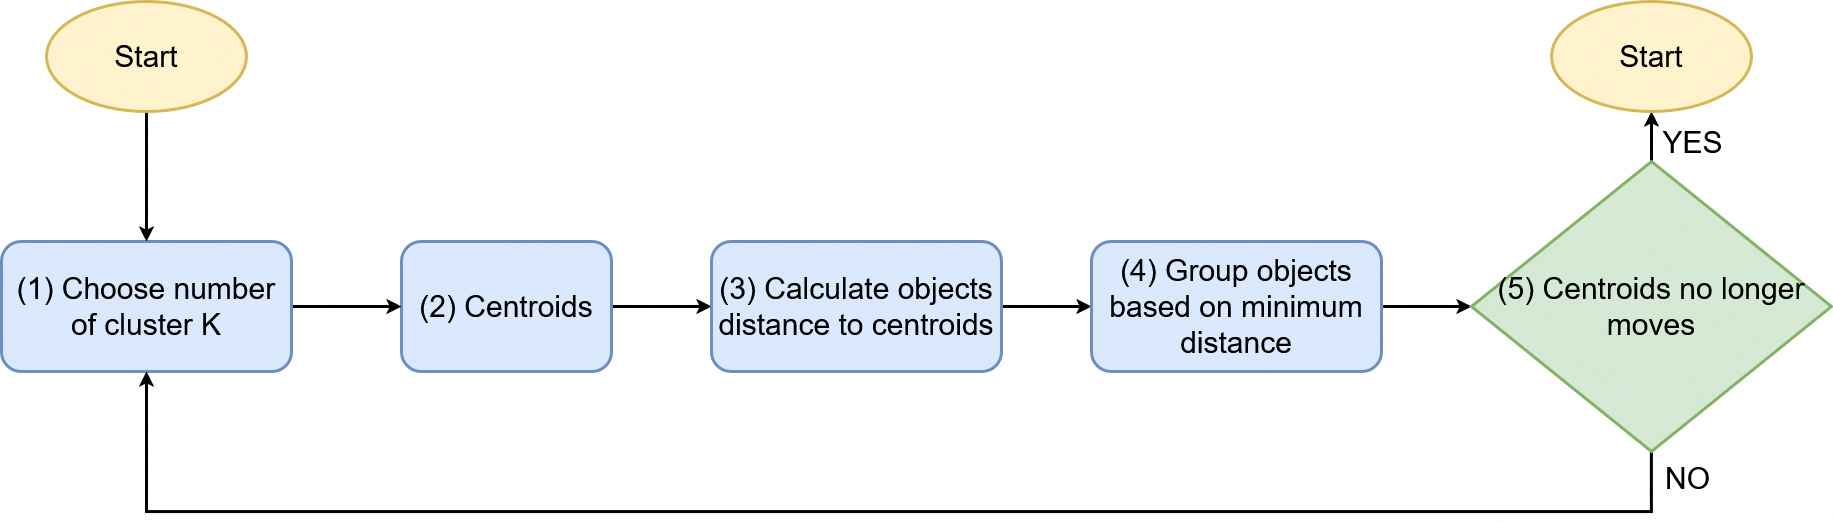 Start
Start
YES
(1) Choose number
of cluster K
(2) Centroids
(3) Calculate objects
distance to centroids
(4) Group objects
based on minimum
distance
(5) Centroids no longer
moves
NO